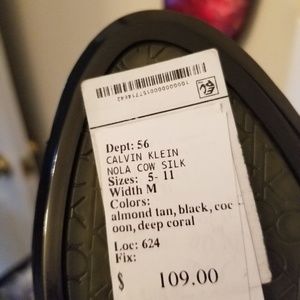 Dept: 56
CALVIN KLEIN
NOLA COW SILK
Sizes: 5- 11
Width M
Colors:
almond tan, black, coc
oon, deep coral
Loc: 624
Fix:
$ 109.00